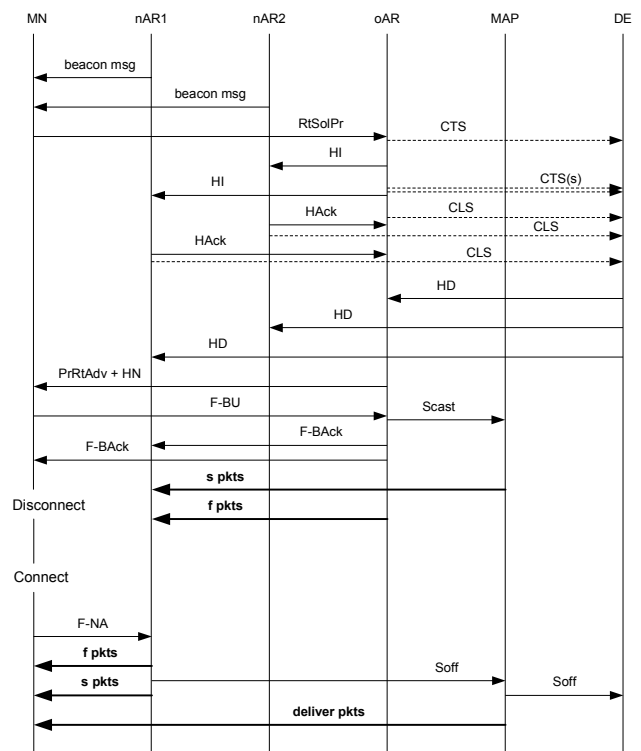 MN nAR1 nAR2 oAR MAP DE
beacon msg
beacon msg
RtSolPr CTS
HI
HI CTS(s)
HAck CLS
CLS
HAck CLS
HD
HD
HD
PrRtAdv + HN
F-BU Scast
F-BAck
F-BAck
s pkts
Disconnect f pkts
Connect
F-NA
f pkts
Soff
s pkts Soff
deliver pkts